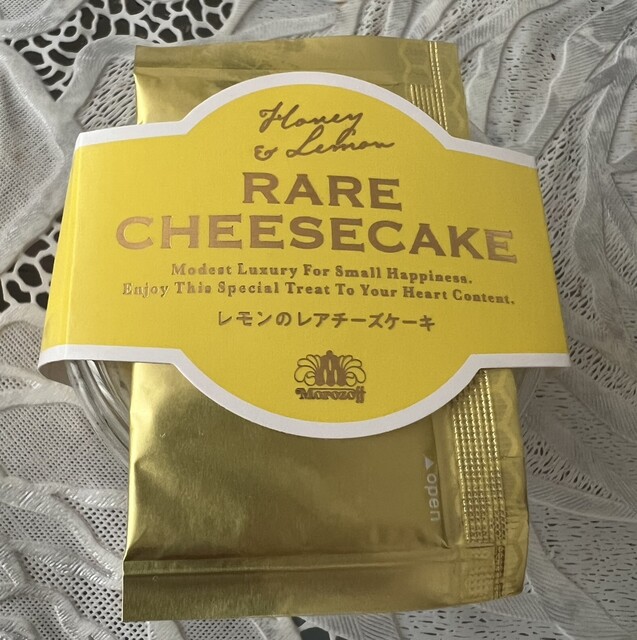 Honey
& Lemon
RARE
CHEESECAKE
Modest Luxury For Small Happiness.
Enjoy This Special Treat To Your Heart Content.
レモンのレアチーズケーキ
Morozoff
▲open